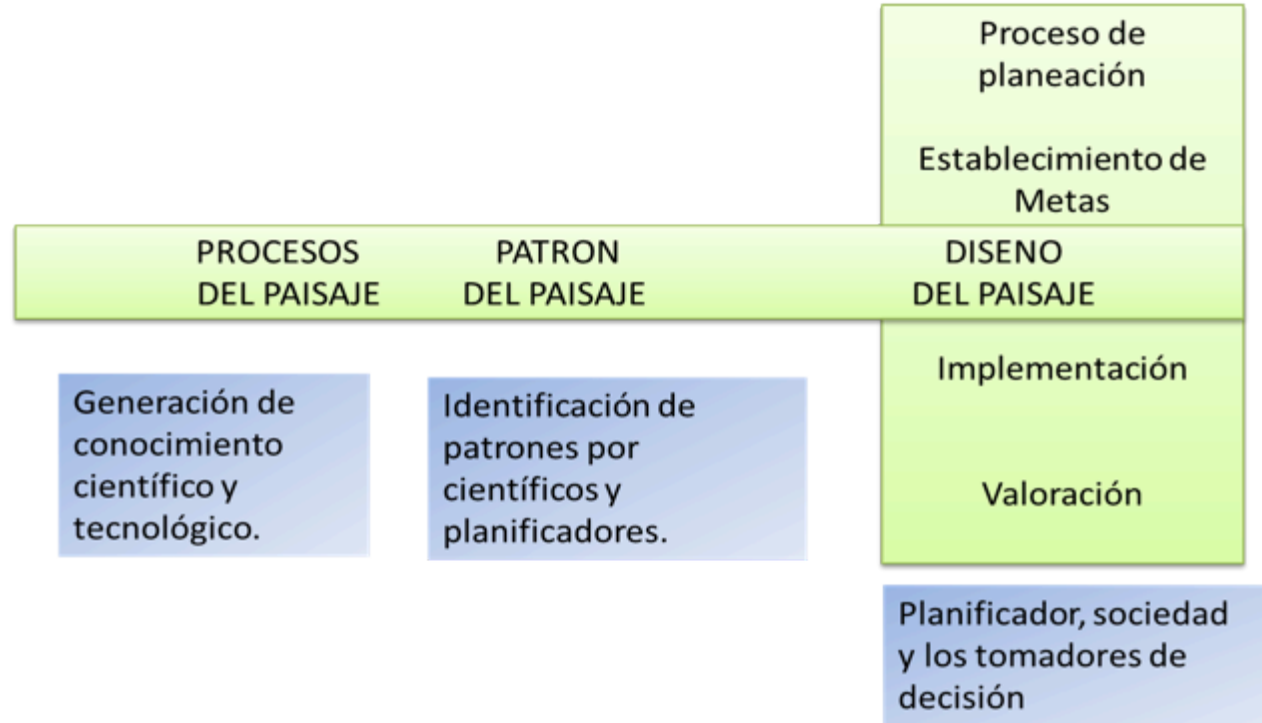 Proceso de
planeación
Establecimiento de
Metas
PROCESOS
DEL PAISAJE
PATRON
DEL PAISAJE
DISENO
DEL PAISAJE
Implementación
Valoración
Generación de
conocimiento
científico y
tecnológico.
Identificación de
patrones por
científicos y
planificadores.
Planificador, sociedad
y los tomadores de
decisión